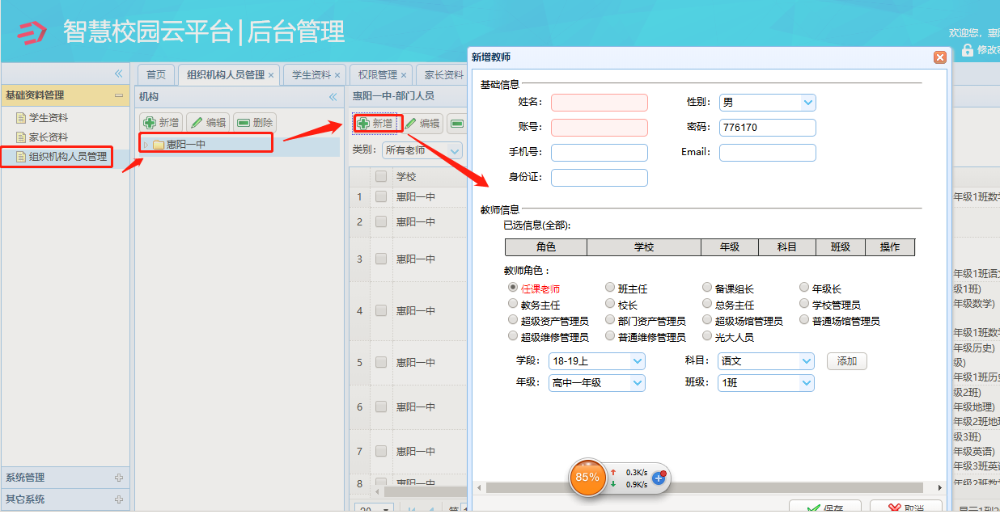 智慧校园云平台|后台管理
欢迎您, 惠
修改
基础资料管理
学生资料
家长资料
组织机构人员管理
系统管理
其它系统
首页 组织机构人员管理 × 学生资料 × 权限管理 × 家长资料
机构
新增 编辑 删除
惠阳一中
惠阳一中-部门人员
新增 编辑
类别: 所有老师
学校
1 惠阳一中
2 惠阳一中
3 惠阳一中
4 惠阳一中
5 惠阳一中
6 惠阳一中
7 惠阳一中
8 惠阳一中
20 第 1
新增教师
基础信息
姓名: 性别: 男
账号: 密码: 776170
手机号: Email:
身份证:
教师信息
已选信息(全部):
角色 学校 年级 科目 班级 操作
教师角色 :
任课老师 班主任 备课组长 年级长
教务主任 校长 总务主任 学校管理员
超级资产管理员 部门资产管理员 超级场馆管理员 普通场馆管理员
超级维修管理员 普通维修管理员 光大人员
学段: 18-19上 科目: 语文 添加
年级: 高中一年级 班级: 1班
85% 0.3K/s
0.9K/s
保存 取消
年级1班数学
年级1班语文
级1班)
年级数学)
年级1班数学
年级历史)
级)
年级1班历史
级2班)
年级地理)
年级2班地理
级3班)
年级英语)
年级3班英语
年级2班数学
显示1到2